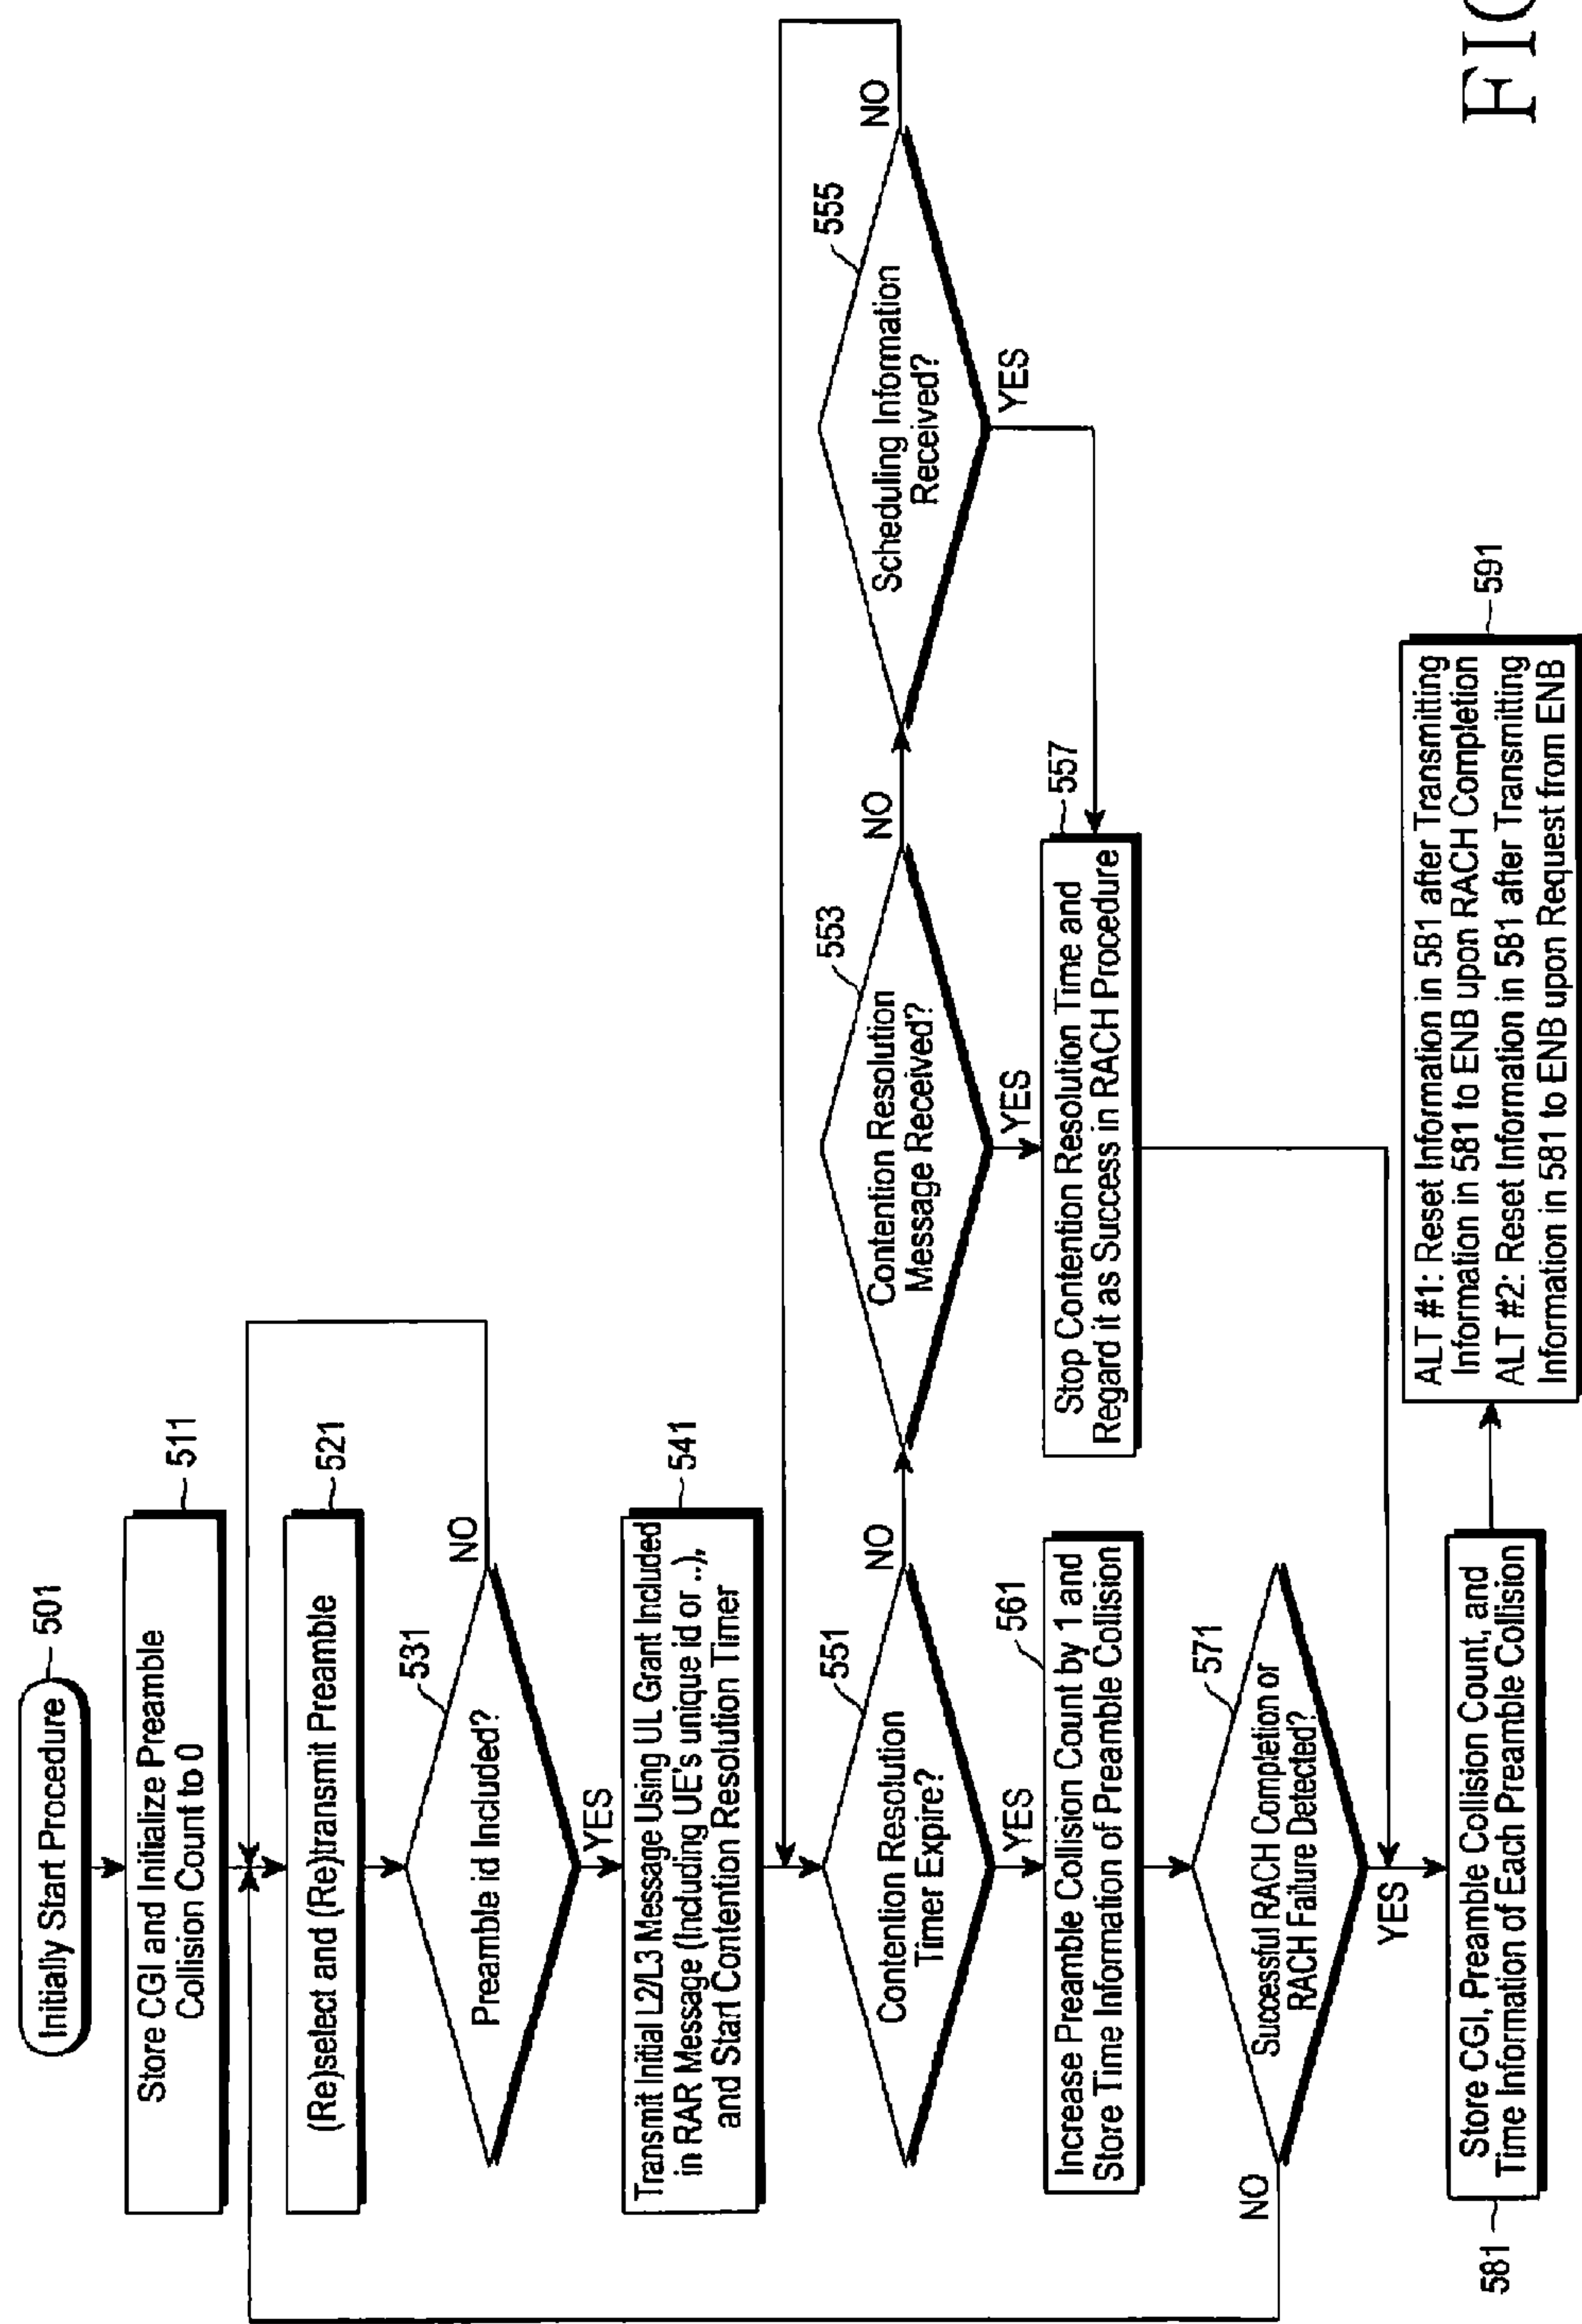 Initially Start Procedure
501
Store CGI and Initialize Preamble
Collision Count to 0
511
(Re)select and (Re)transmit Preamble
521
Preamble id Included?
531
NO
YES
Transmit Initial L2/L3 Message Using UL Grant Included
in RAR Message (Including UE's unique id or ..),
and Start Contention Resolution Timer
541
Contention Resolution
Timer Expire?
551
NO
YES
Contention Resolution
Message Received?
553
NO
YES
Scheduling Information
Received?
555
NO
YES
Stop Contention Resolution Time and
Regard it as Success in RACH Procedure
557
Increase Preamble Collision Count by 1 and
Store Time Information of Preamble Collision
561
Successful RACH Completion or
RACH Failure Detected?
571
NO
YES
Store CGI, Preamble Collision Count, and
Time Information of Each Preamble Collision
581
ALT #1: Reset Information in 581 after Transmitting
Information in 581 to ENB upon RACH Completion
ALT #2: Reset Information in 581 after Transmitting
Information in 581 to ENB upon Request from ENB
591